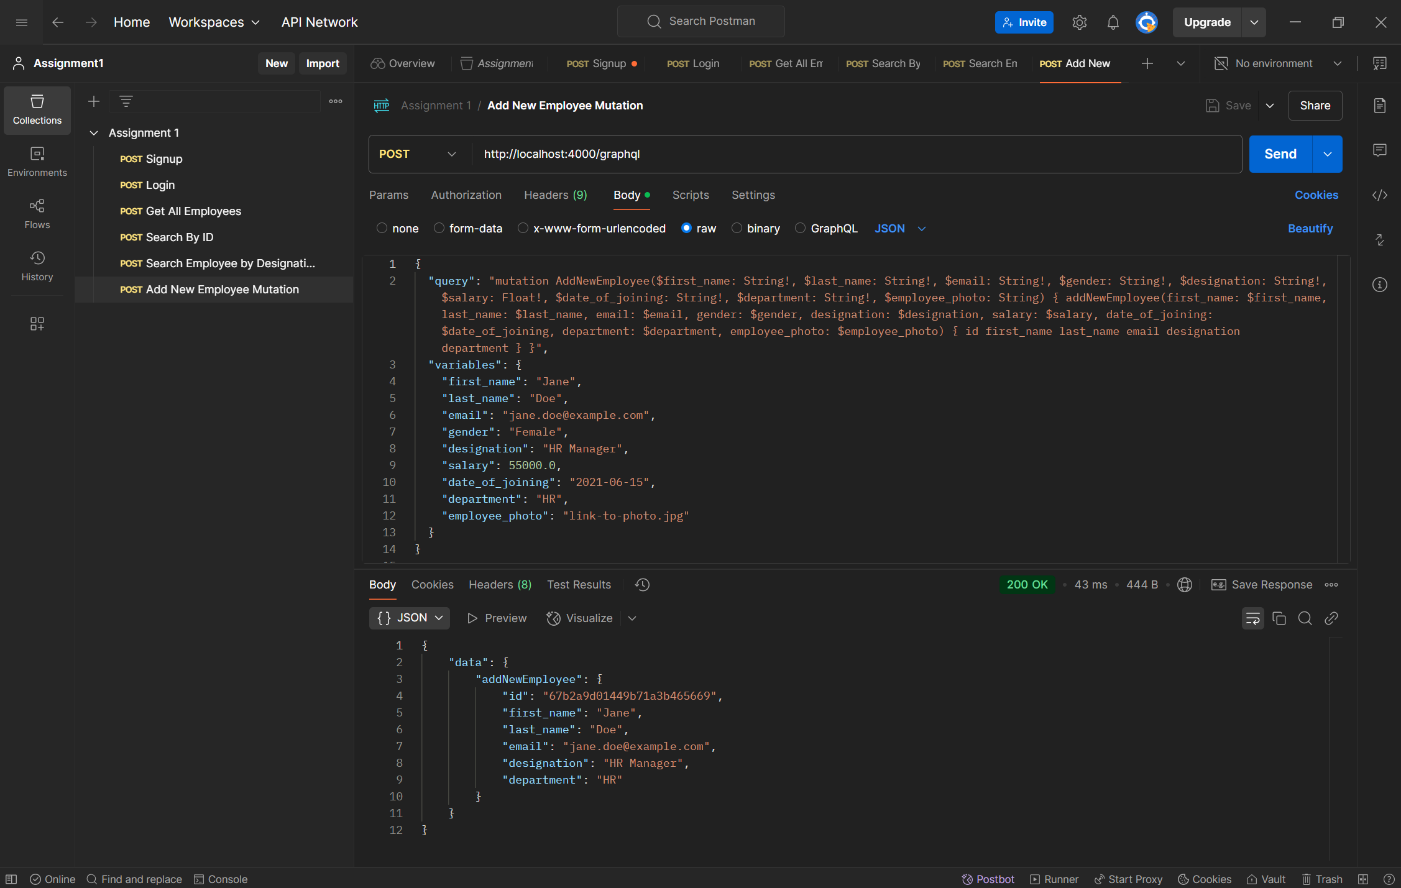 Home Workspaces API Network Search Postman Invite Upgrade
Assignment1 New Import Overview Assignmen POST Signup POST Login POST Get All Em POST Search By POST Search En POST Add New No environment
Collections
Environments
Flows
History
Assignment 1
POST Signup
POST Login
POST Get All Employees
POST Search By ID
POST Search Employee by Designati...
POST Add New Employee Mutation
HTTP Assignment 1 / Add New Employee Mutation Save Share
POST http://localhost:4000/graphql Send
Params Authorization Headers (9) Body Scripts Settings Cookies
none form-data x-www-form-urlencoded raw binary GraphQL JSON Beautify
1 {
2 "query": "mutation AddNewEmployee($first_name: String!, $last_name: String!, $email: String!, $gender: String!, $designation: String!,
$salary: Float!, $date_of_joining: String!, $department: String!, $employee_photo: String) { addNewEmployee(first_name: $first_name,
last_name: $last_name, email: $email, gender: $gender, designation: $designation, salary: $salary, date_of_joining:
$date_of_joining, department: $department, employee_photo: $employee_photo) { id first_name last_name email designation
department } }",
3 "variables": {
4 "first_name": "Jane",
5 "last_name": "Doe",
6 "email": "jane.doe@example.com",
7 "gender": "Female",
8 "designation": "HR Manager",
9 "salary": 55000.0,
10 "date_of_joining": "2021-06-15",
11 "department": "HR",
12 "employee_photo": "link-to-photo.jpg"
13 }
14 }
Body Cookies Headers (8) Test Results 200 OK 43 ms 444 B Save Response
{} JSON Preview Visualize
1 {
2 "data": {
3 "addNewEmployee": {
4 "id": "67b2a9d01449b71a3b465669",
5 "first_name": "Jane",
6 "last_name": "Doe",
7 "email": "jane.doe@example.com",
8 "designation": "HR Manager",
9 "department": "HR"
10 }
11 }
12 }
Online Find and replace Console Postbot Runner Start Proxy Cookies Vault Trash